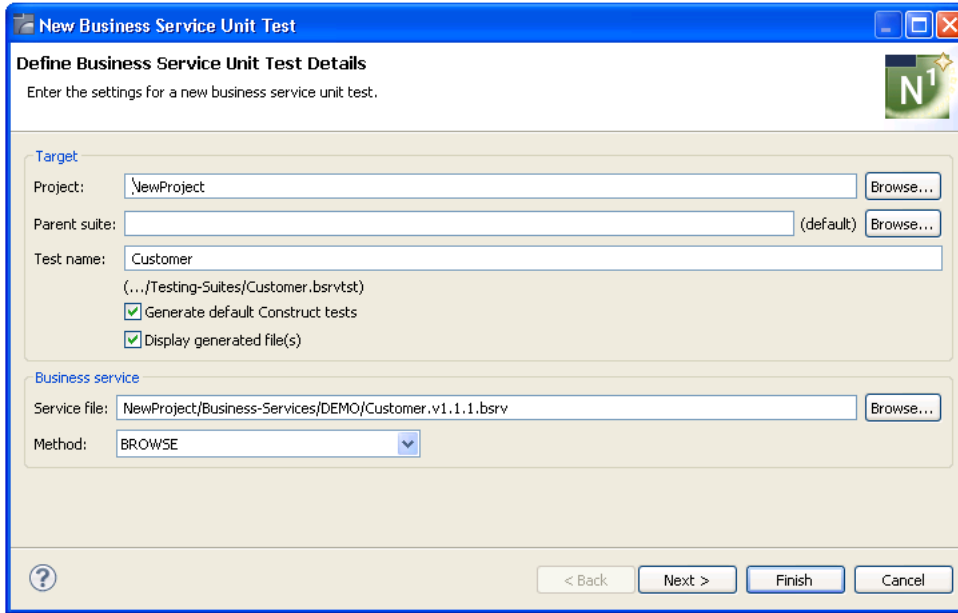 New Business Service Unit Test
Define Business Service Unit Test Details
Enter the settings for a new business service unit test.
N1
Target
Project: NewProject Browse...
Parent suite: (default) Browse...
Test name: Customer
(.../Testing-Suites/Customer.bsrvtst)
Generate default Construct tests
Display generated file(s)
Business service
Service file: NewProject/Business-Services/DEMO/Customer.v1.1.1.bsrv Browse...
Method: BROWSE
? < Back Next > Finish Cancel